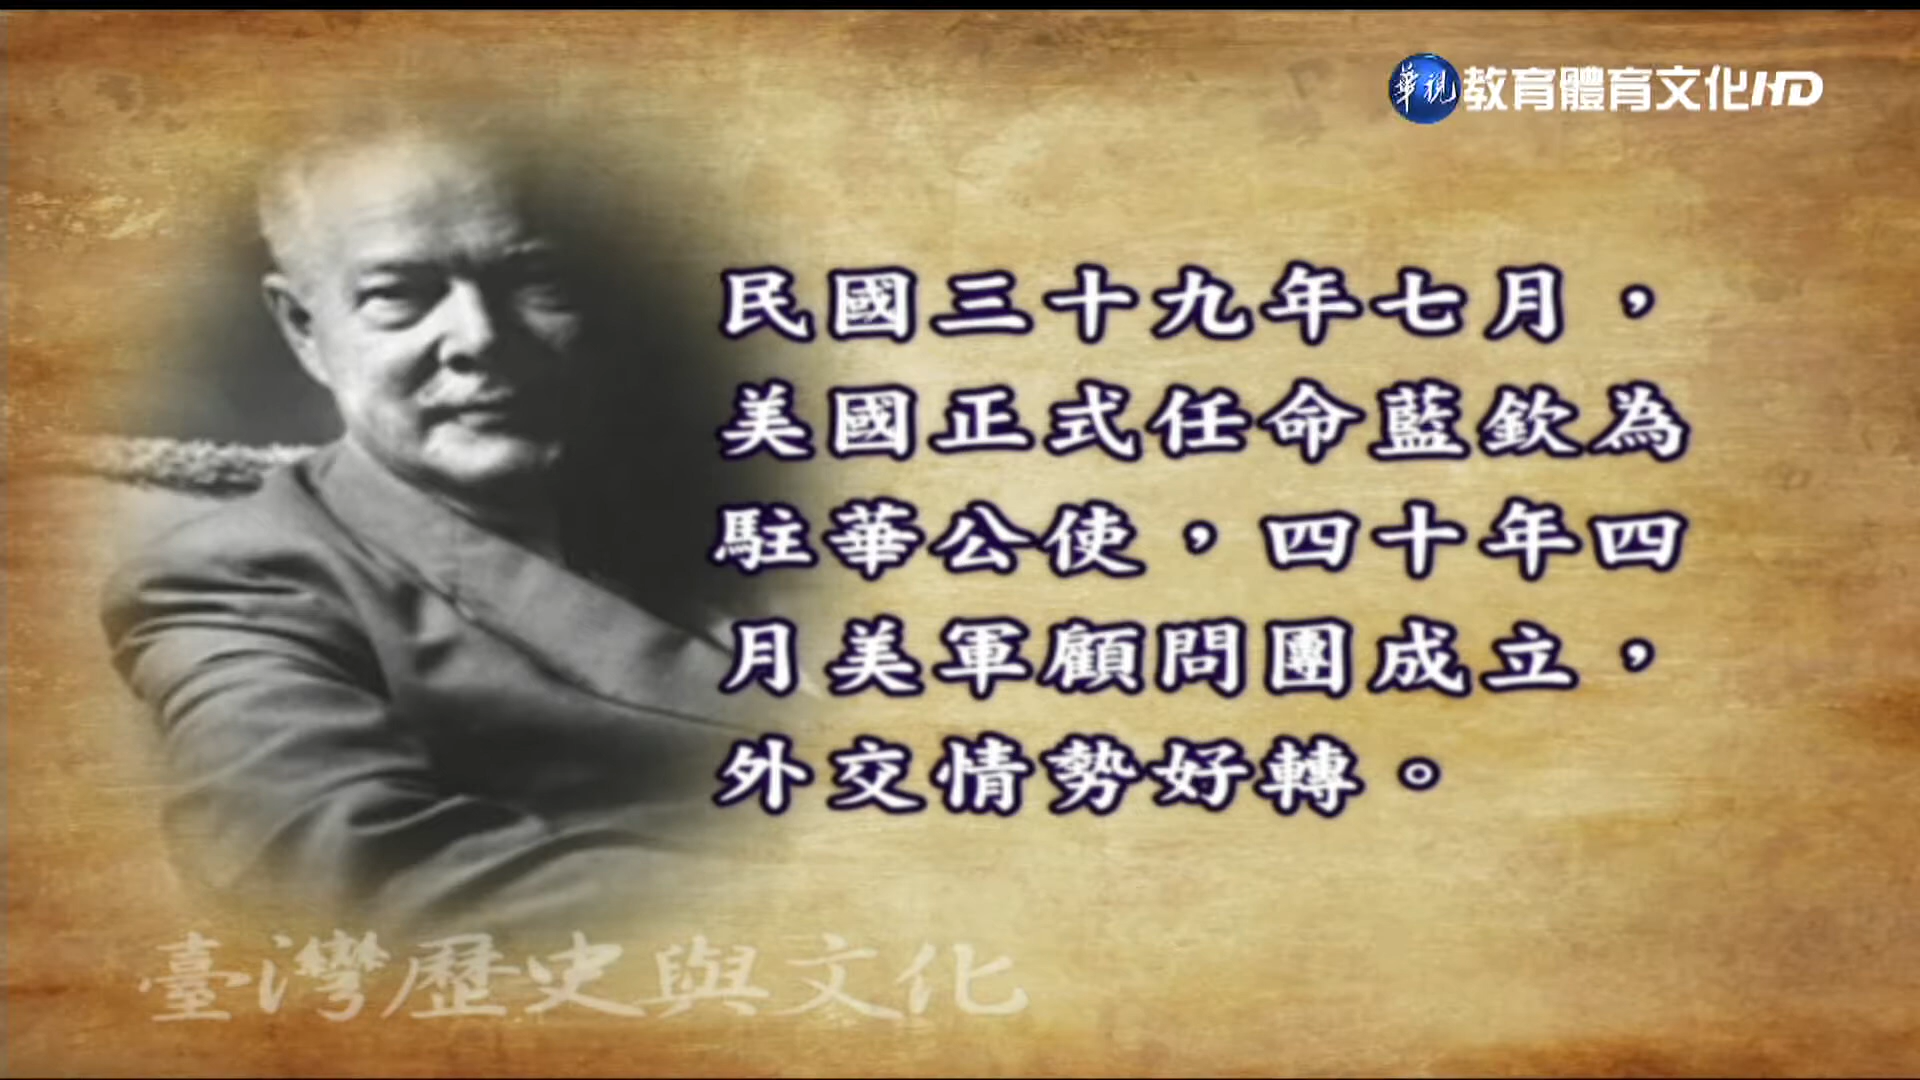 華視 教育體育文化HD
民國三十九年七月，
美國正式任命藍欽為
駐華公使，四十年四
月美軍顧問團成立，
外交情勢好轉。
臺灣歷史與文化